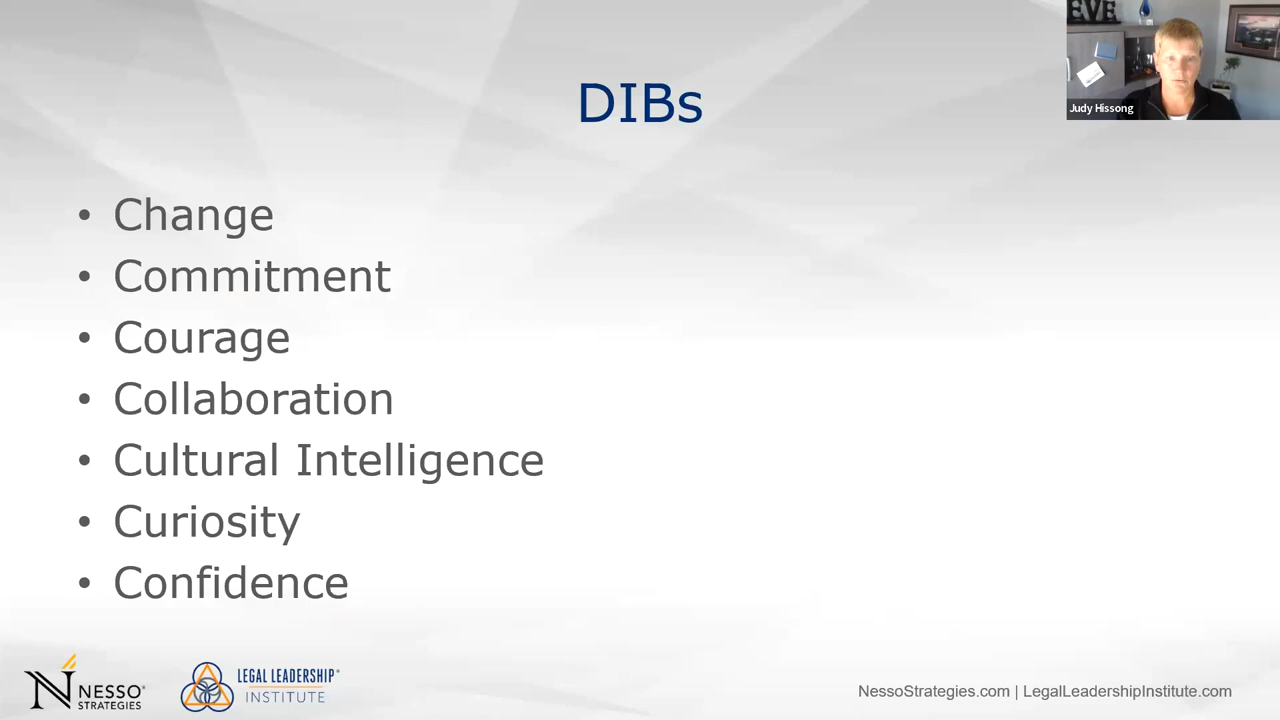 EVE
Judy Hissong
DIBs
• Change
• Commitment
• Courage
• Collaboration
• Cultural Intelligence
• Curiosity
• Confidence
NESSO®
STRATEGIES
LEGAL LEADERSHIP®
INSTITUTE
NessoStrategies.com | LegalLeadershipInstitute.com